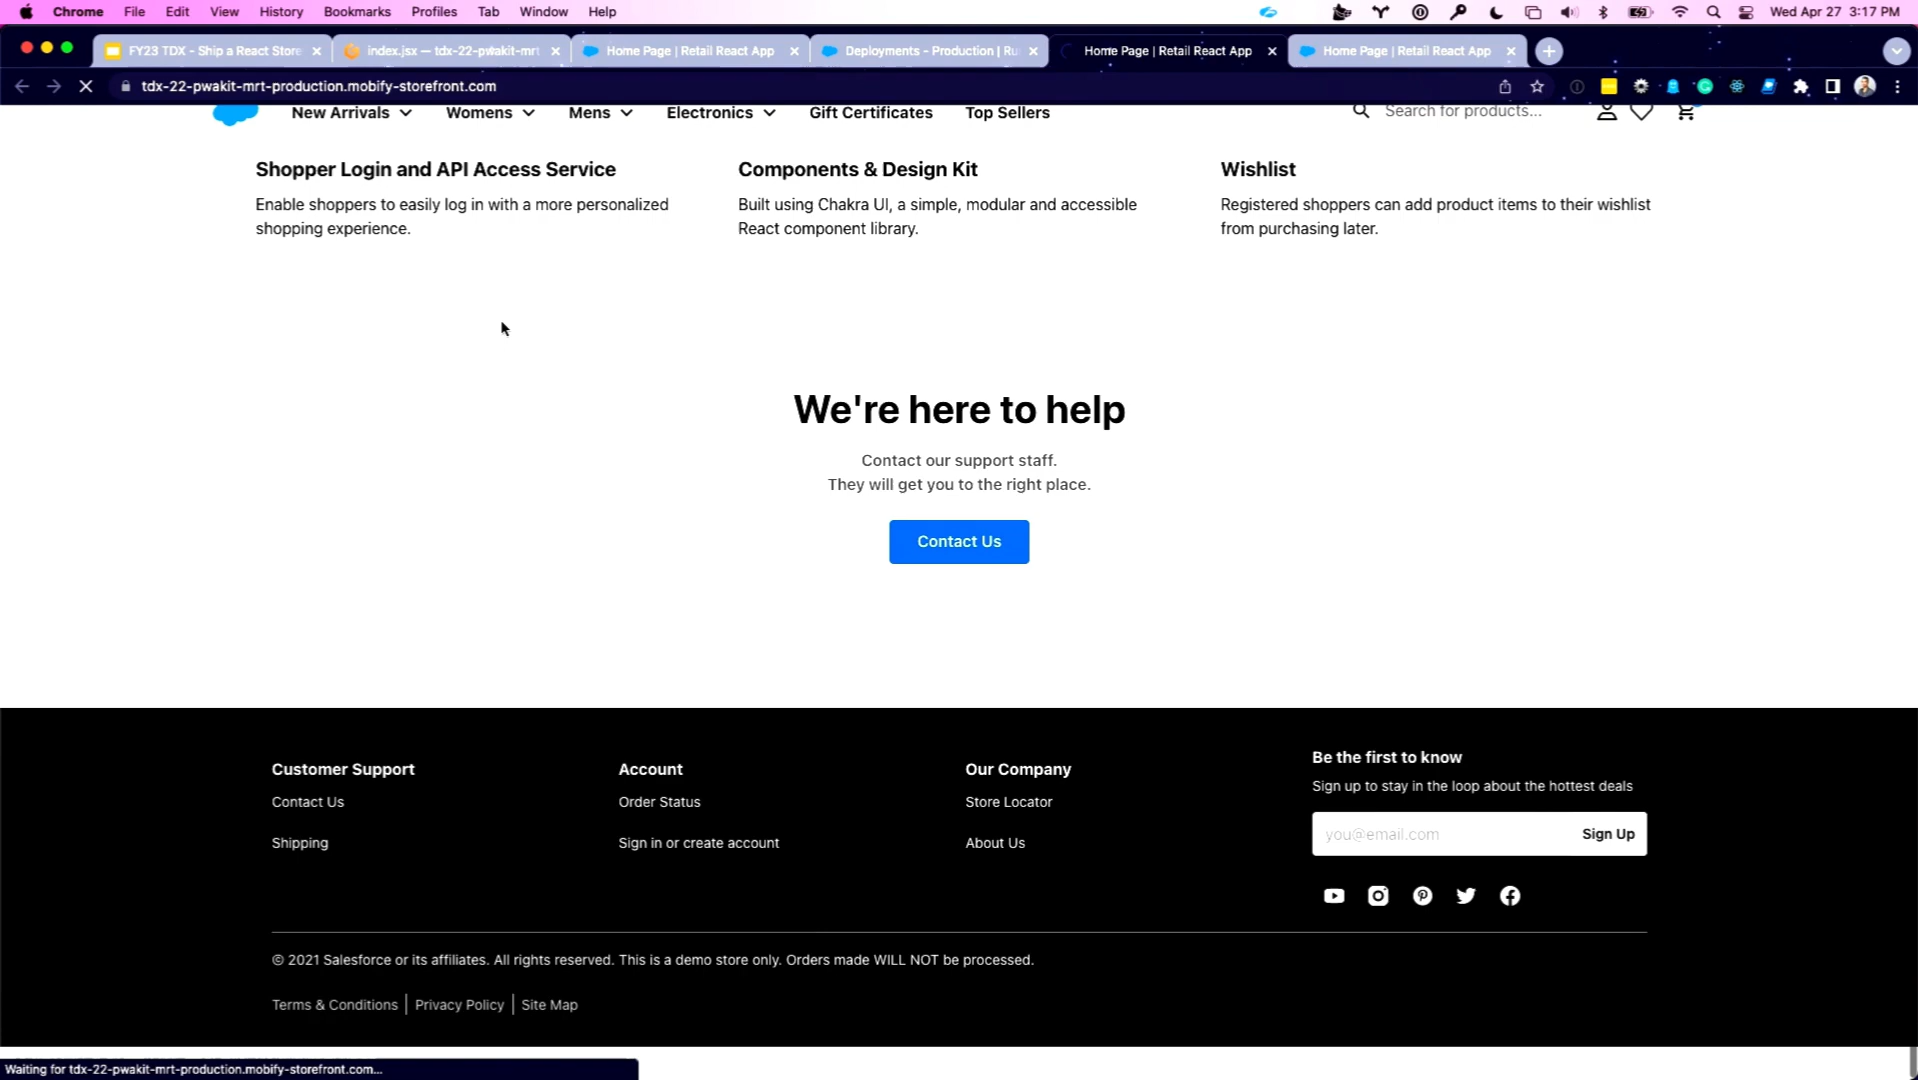 Chrome File Edit View History Bookmarks Profiles Tab Window Help Wed Apr 27 3:17 PM
FY23 TDX - Ship a React Store
index.jsx — tdx-22-pwakit-mrt
Home Page | Retail React App
Deployments - Production | Ru
Home Page | Retail React App
Home Page | Retail React App
tdx-22-pwakit-mrt-production.mobify-storefront.com
New Arrivals Womens Mens Electronics Gift Certificates Top Sellers Search for products...
Shopper Login and API Access Service
Enable shoppers to easily log in with a more personalized
shopping experience.
Components & Design Kit
Built using Chakra UI, a simple, modular and accessible
React component library.
Wishlist
Registered shoppers can add product items to their wishlist
from purchasing later.
We're here to help
Contact our support staff.
They will get you to the right place.
Contact Us
Customer Support
Contact Us
Shipping
Account
Order Status
Sign in or create account
Our Company
Store Locator
About Us
Be the first to know
Sign up to stay in the loop about the hottest deals
you@email.com Sign Up
© 2021 Salesforce or its affiliates. All rights reserved. This is a demo store only. Orders made WILL NOT be processed.
Terms & Conditions | Privacy Policy | Site Map
Waiting for tdx-22-pwakit-mrt-production.mobify-storefront.com...